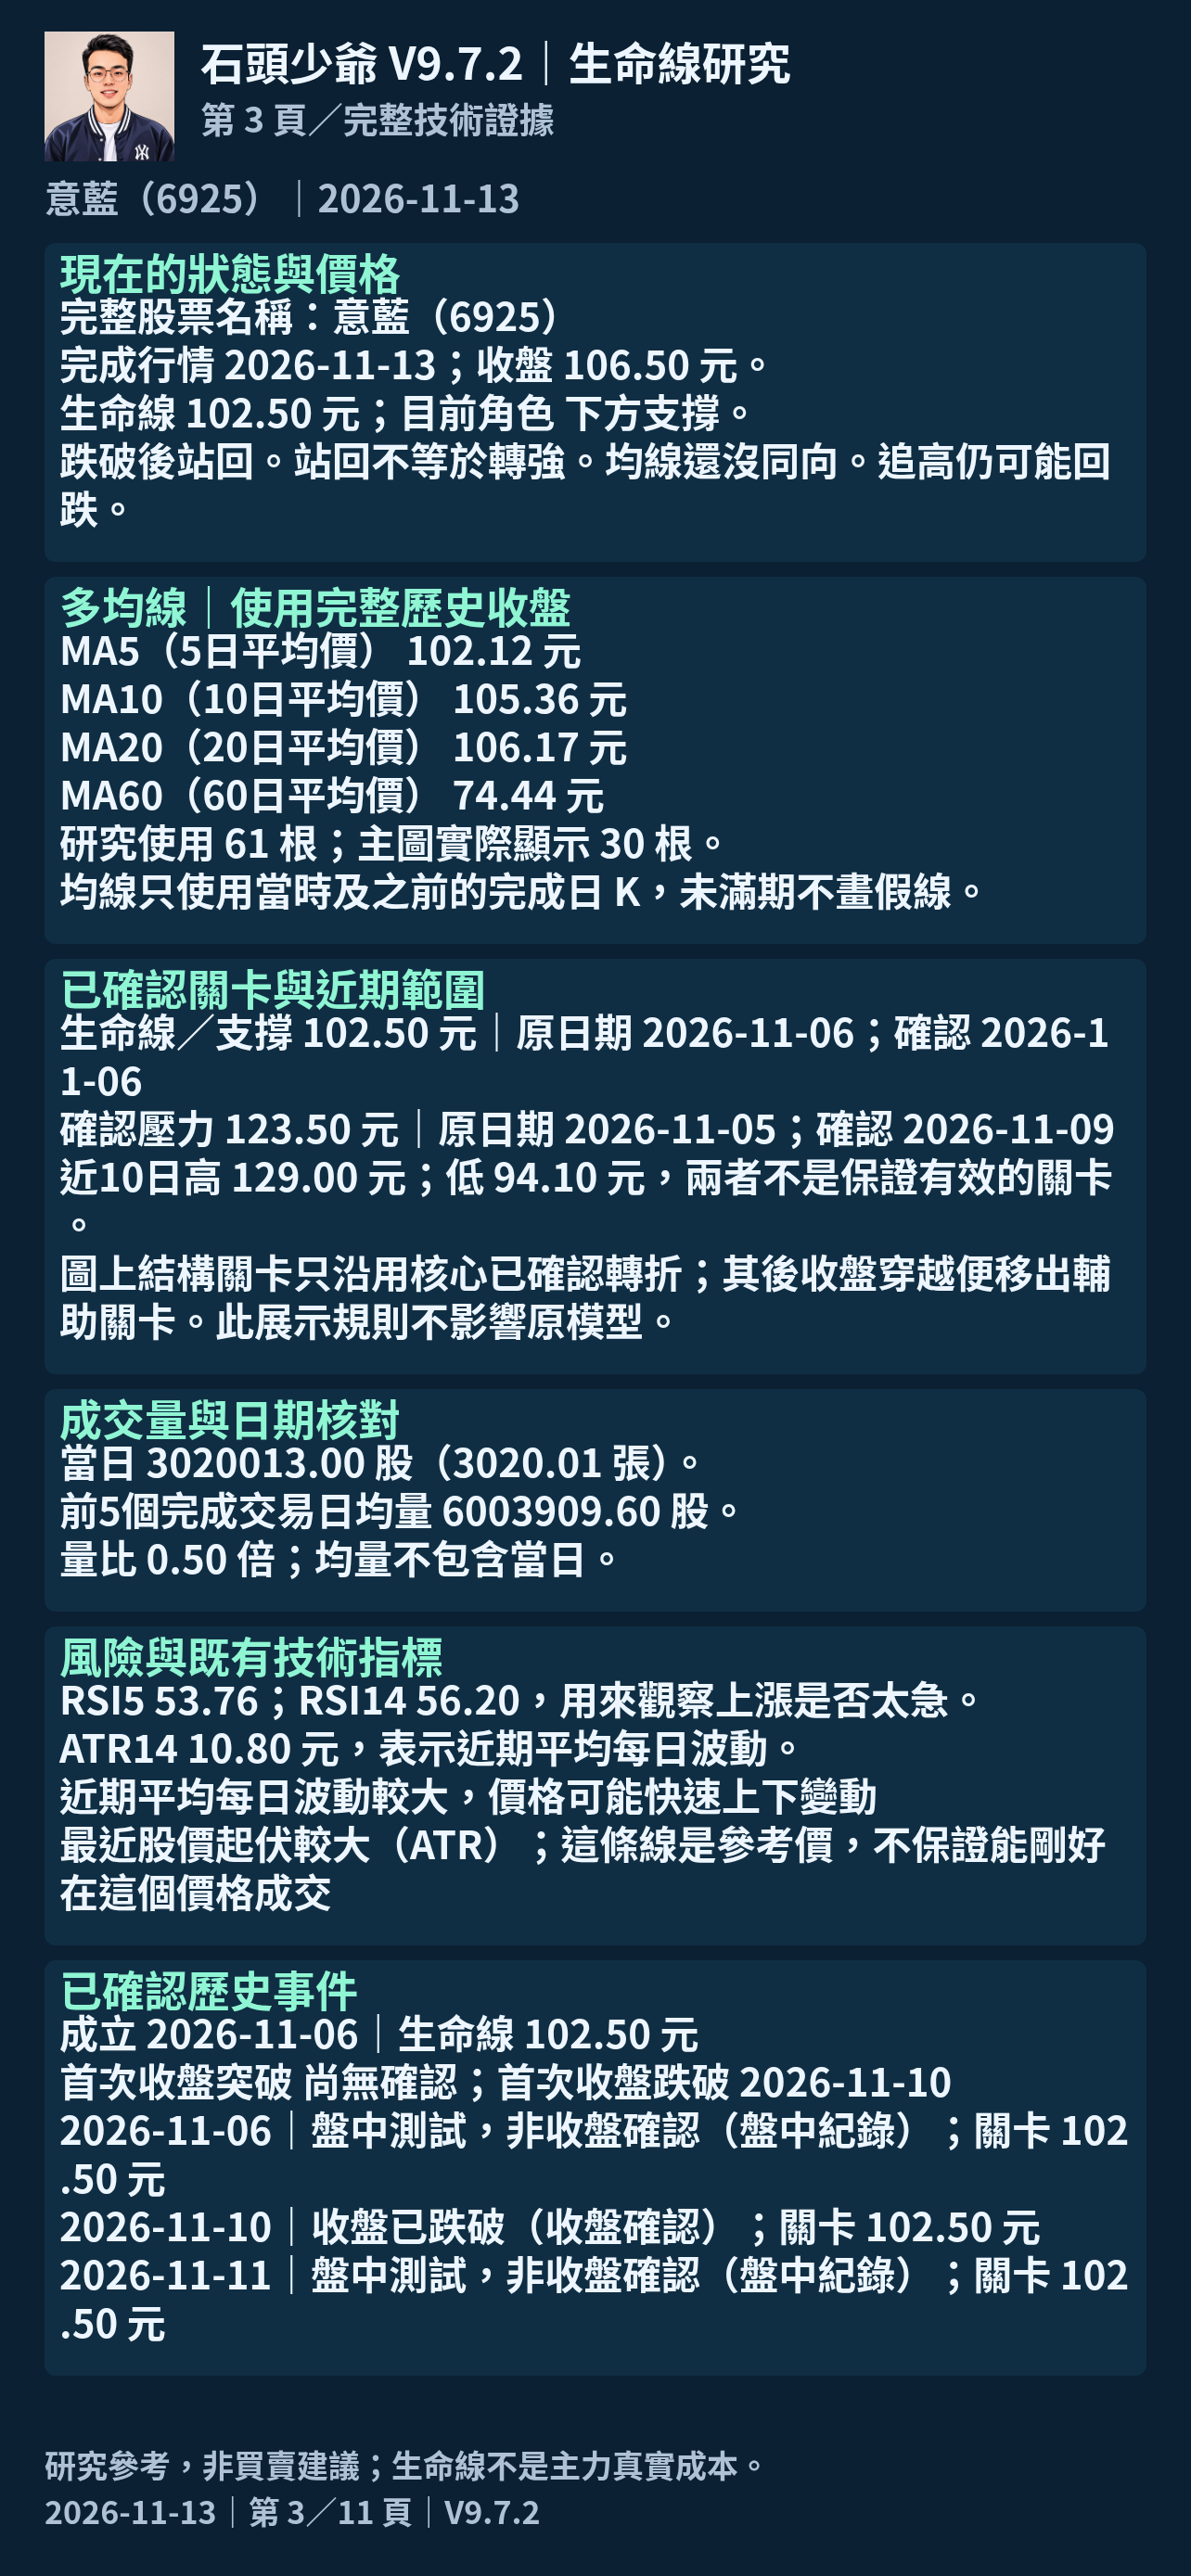 石頭少爺 V9.7.2｜生命線研究
第 3 頁／完整技術證據
意藍（6925）｜2026-11-13
現在的狀態與價格
完整股票名稱：意藍（6925）
完成行情 2026-11-13；收盤 106.50 元。
生命線 102.50 元；目前角色 下方支撐。
跌破後站回。站回不等於轉強。均線還沒同向。追高仍可能回
跌。
多均線｜使用完整歷史收盤
MA5（5日平均價） 102.12 元
MA10（10日平均價） 105.36 元
MA20（20日平均價） 106.17 元
MA60（60日平均價） 74.44 元
研究使用 61 根；主圖實際顯示 30 根。
均線只使用當時及之前的完成日 K，未滿期不畫假線。
已確認關卡與近期範圍
生命線／支撐 102.50 元｜原日期 2026-11-06；確認 2026-1
1-06
確認壓力 123.50 元｜原日期 2026-11-05；確認 2026-11-09
近10日高 129.00 元；低 94.10 元，兩者不是保證有效的關卡
。
圖上結構關卡只沿用核心已確認轉折；其後收盤穿越便移出輔
助關卡。此展示規則不影響原模型。
成交量與日期核對
當日 3020013.00 股（3020.01 張）。
前5個完成交易日均量 6003909.60 股。
量比 0.50 倍；均量不包含當日。
風險與既有技術指標
RSI5 53.76；RSI14 56.20，用來觀察上漲是否太急。
ATR14 10.80 元，表示近期平均每日波動。
近期平均每日波動較大，價格可能快速上下變動
最近股價起伏較大（ATR）；這條線是參考價，不保證能剛好
在這個價格成交
已確認歷史事件
成立 2026-11-06｜生命線 102.50 元
首次收盤突破 尚無確認；首次收盤跌破 2026-11-10
2026-11-06｜盤中測試，非收盤確認（盤中紀錄）；關卡 102
.50 元
2026-11-10｜收盤已跌破（收盤確認）；關卡 102.50 元
2026-11-11｜盤中測試，非收盤確認（盤中紀錄）；關卡 102
.50 元
研究參考，非買賣建議；生命線不是主力真實成本。
2026-11-13｜第 3／11 頁｜V9.7.2